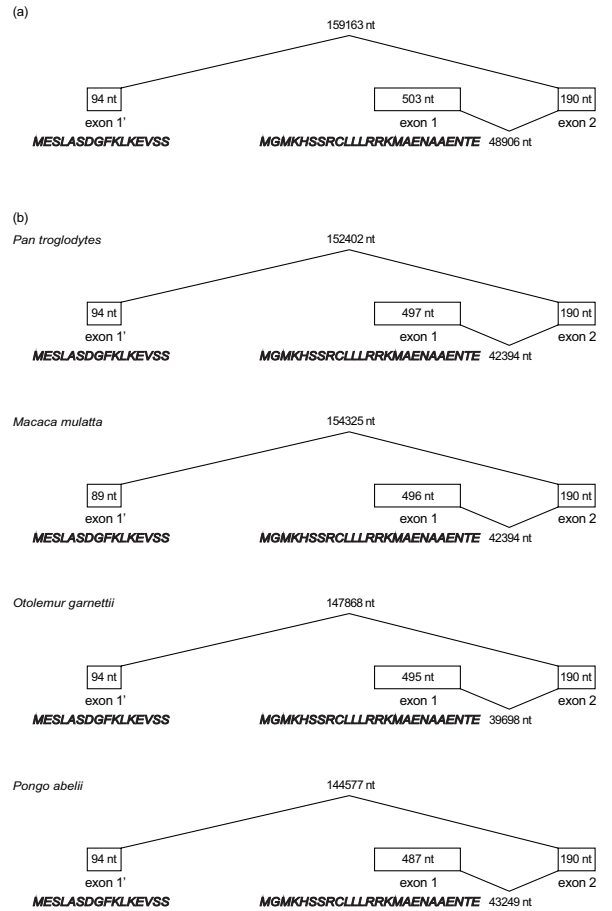 (a)
159163 nt
94 nt 503 nt 190 nt
exon 1' exon 1 exon 2
MESLASDGFKLKEVSS MGMKHSSRCLLLRRKMAENAAENTE 48906 nt
(b)
Pan troglodytes 152402 nt
94 nt 497 nt 190 nt
exon 1' exon 1 exon 2
MESLASDGFKLKEVSS MGMKHSSRCLLLRRKMAENAAENTE 42394 nt
Macaca mulatta 154325 nt
89 nt 496 nt 190 nt
exon 1' exon 1 exon 2
MESLASDGFKLKEVSS MGMKHSSRCLLLRRKMAENAAENTE 42394 nt
Otolemur garnettii 147868 nt
94 nt 495 nt 190 nt
exon 1' exon 1 exon 2
MESLASDGFKLKEVSS MGMKHSSRCLLLRRKMAENAAENTE 39698 nt
Pongo abelii 144577 nt
94 nt 487 nt 190 nt
exon 1' exon 1 exon 2
MESLASDGFKLKEVSS MGMKHSSRCLLLRRKMAENAAENTE 43249 nt